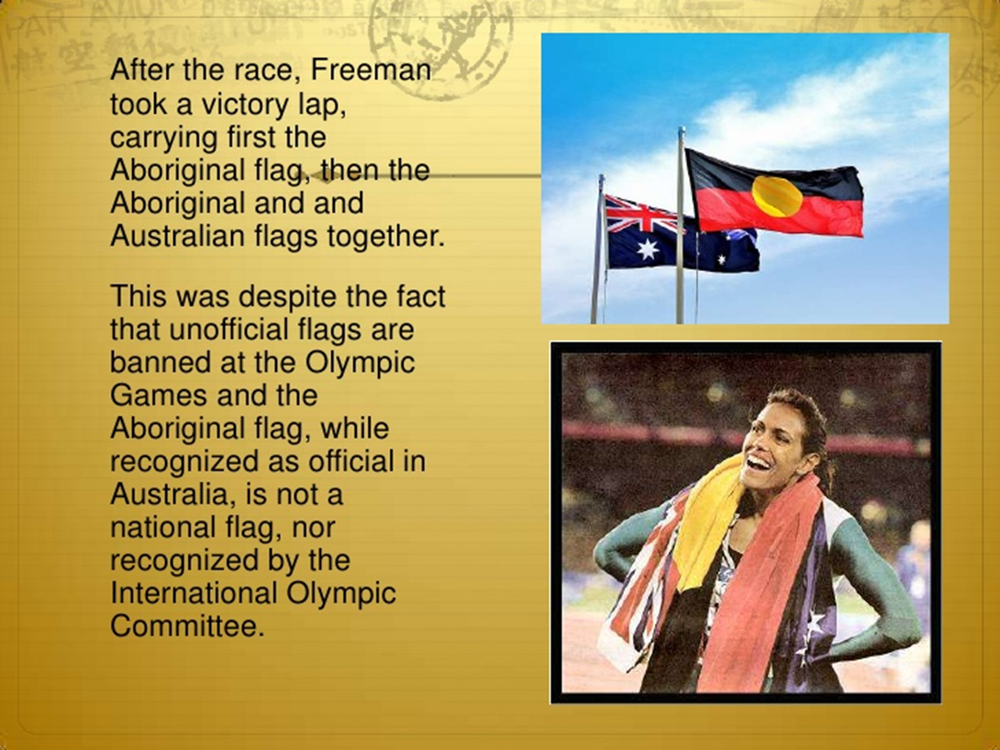 PAR AVION
After the race, Freeman
took a victory lap,
carrying first the
Aboriginal flag, then the
Aboriginal and and
Australian flags together.
This was despite the fact
that unofficial flags are
banned at the Olympic
Games and the
Aboriginal flag, while
recognized as official in
Australia, is not a
national flag, nor
recognized by the
International Olympic
Committee.